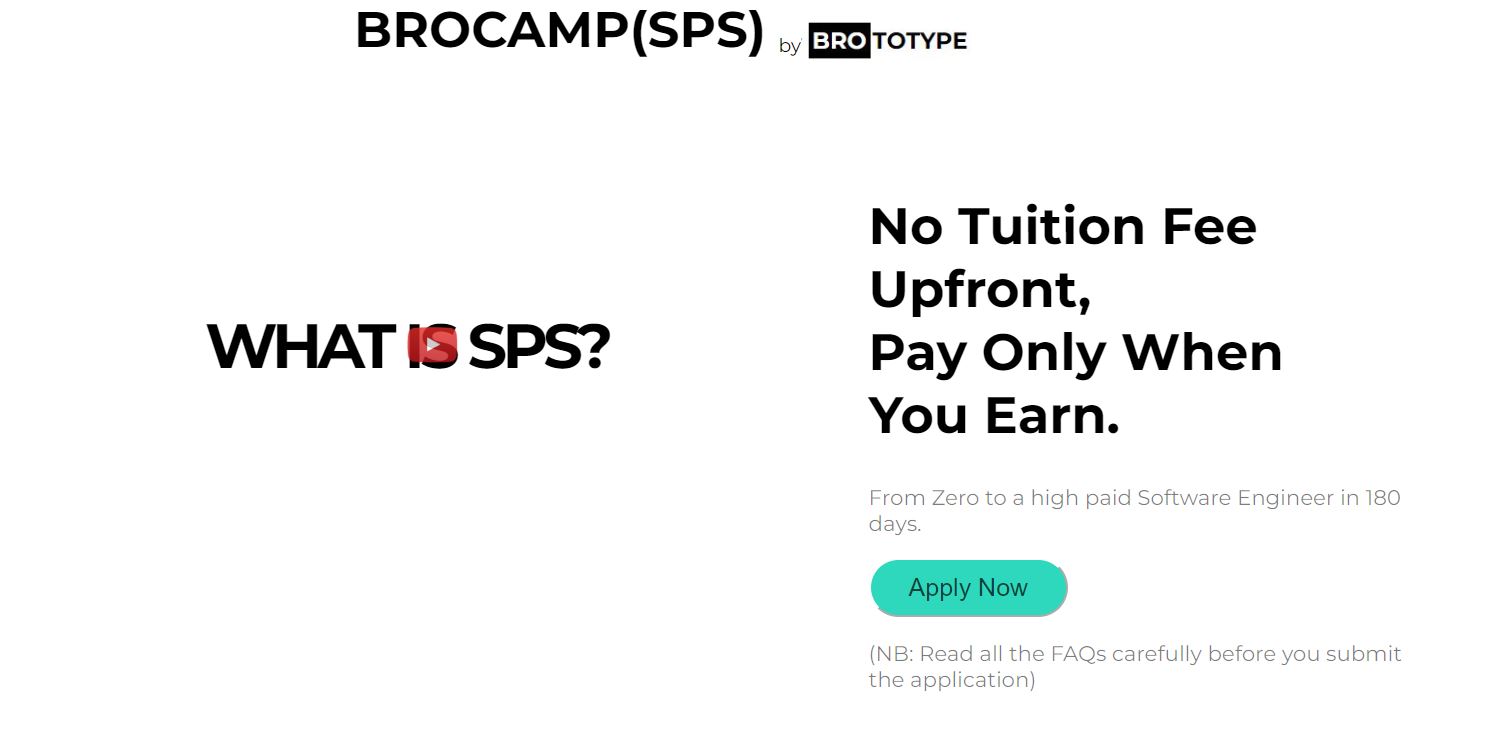 BROCAMP(SPS) by BROTOTYPE
WHAT IS SPS?
No Tuition Fee
Upfront,
Pay Only When
You Earn.
From Zero to a high paid Software Engineer in 180
days.
Apply Now
(NB: Read all the FAQs carefully before you submit
the application)